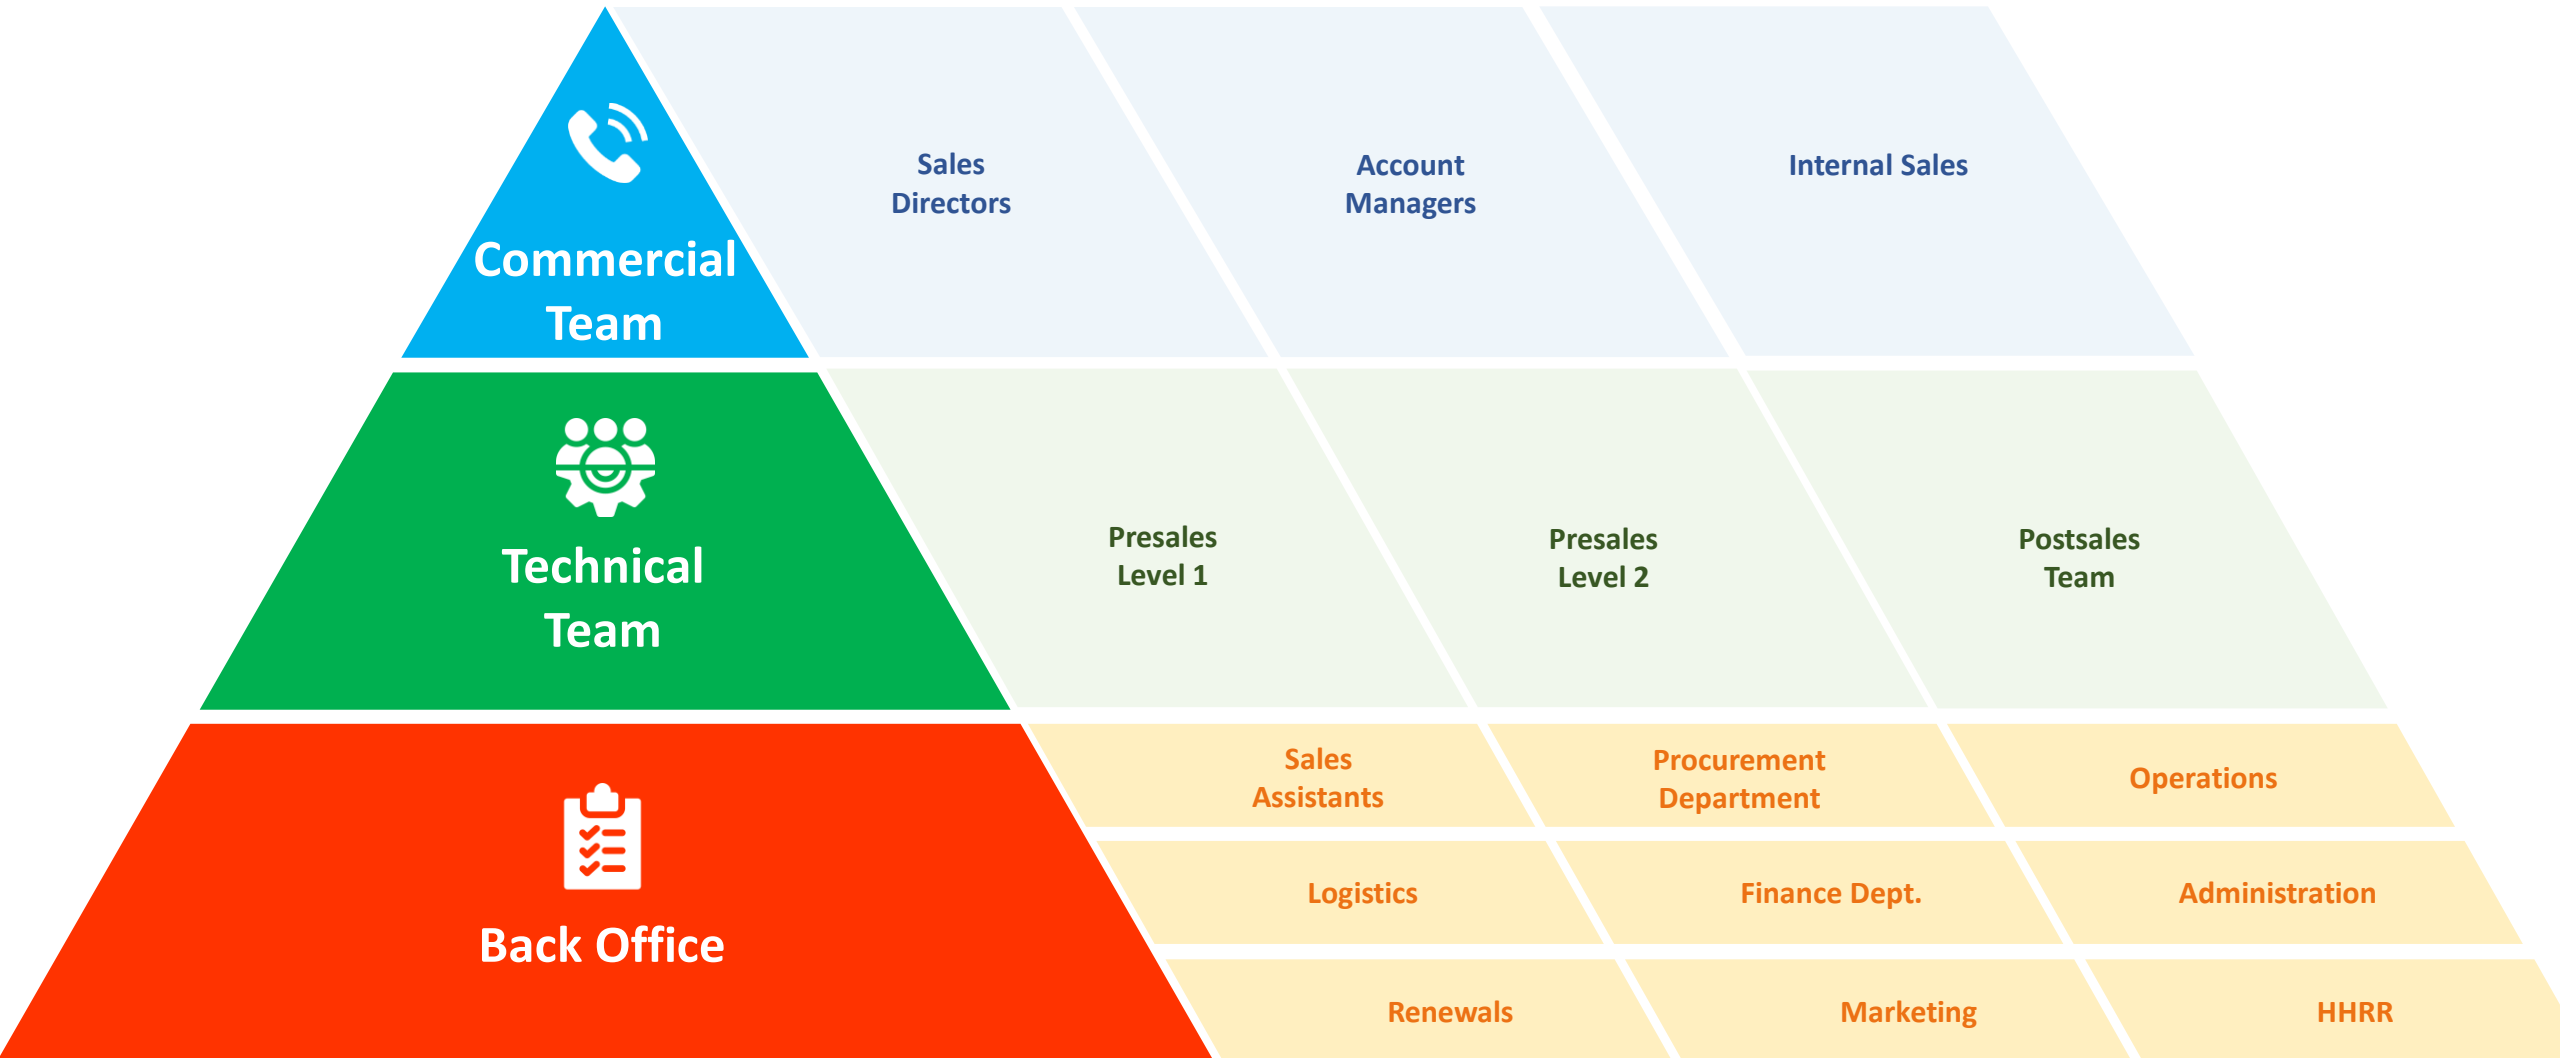 Commercial
Team
Sales
Directors
Account
Managers
Internal Sales
Technical
Team
Presales
Level 1
Presales
Level 2
Postsales
Team
Back Office
Sales
Assistants
Procurement
Department
Operations
Logistics
Finance Dept.
Administration
Renewals
Marketing
HHRR